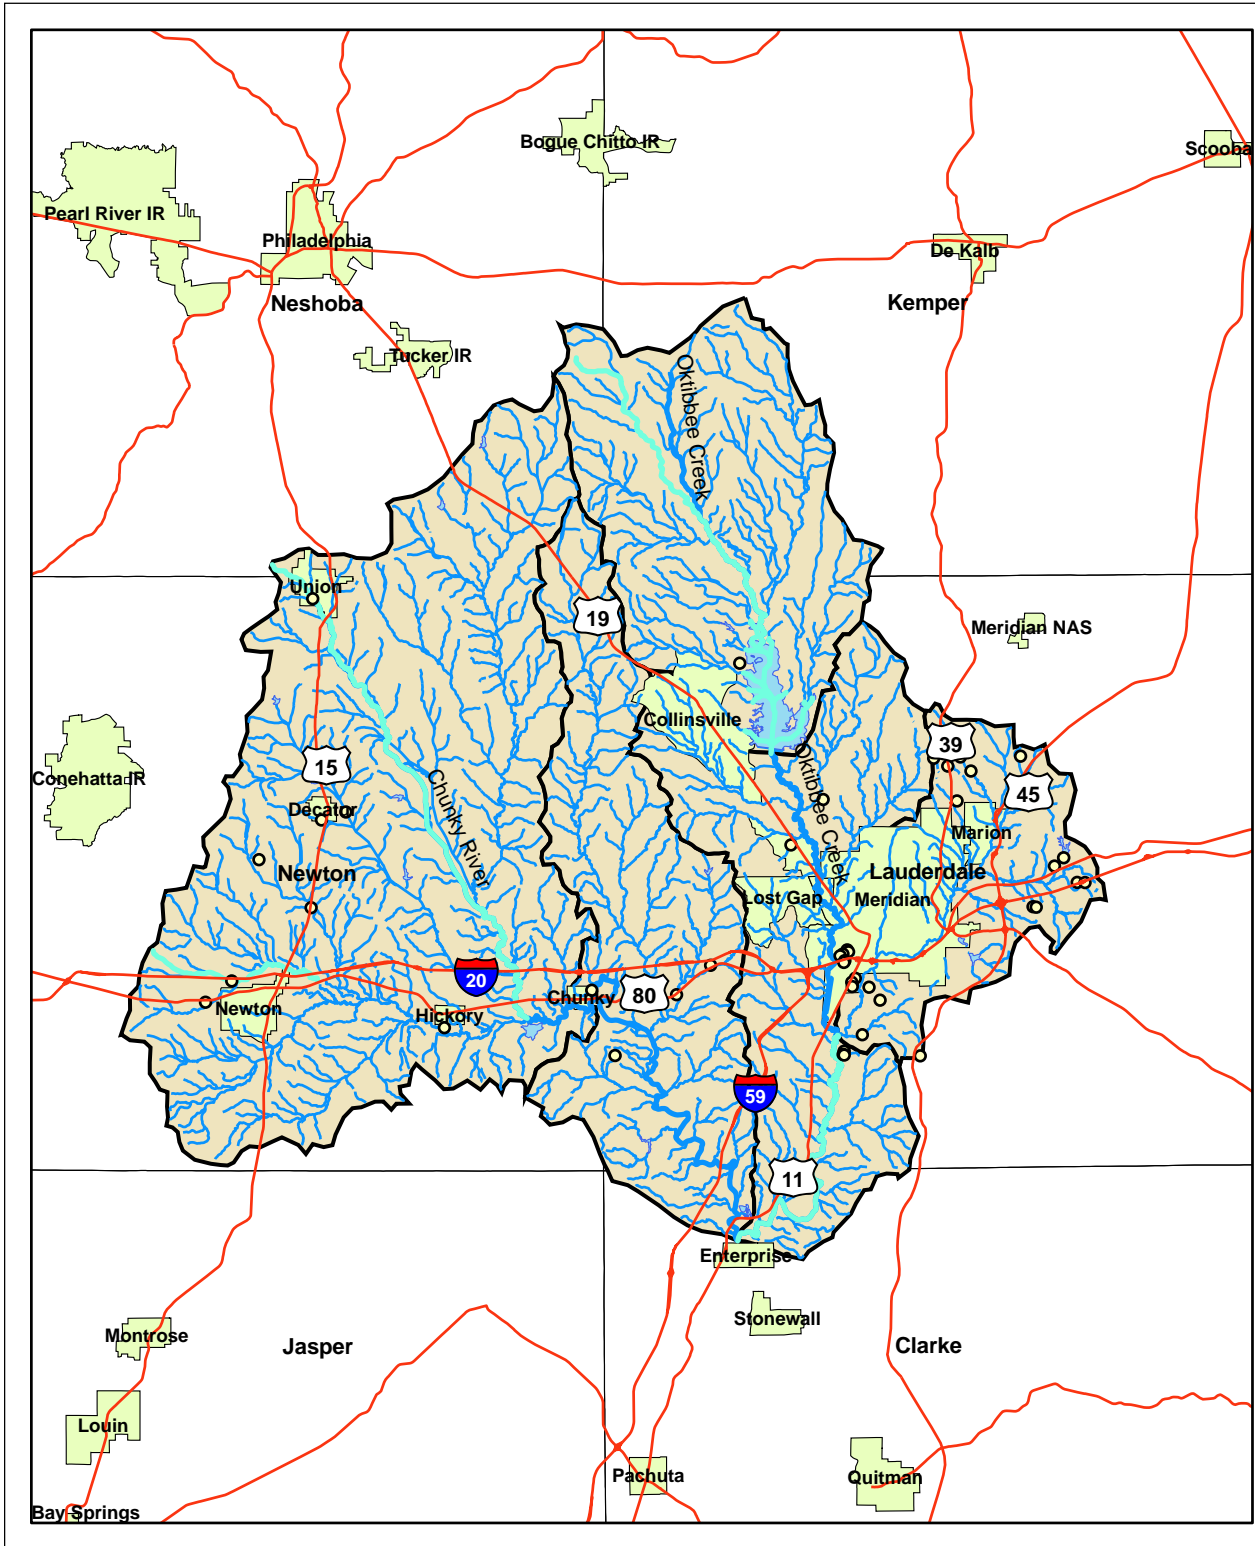 Bogue Chitto IR
Scooba
Pearl River IR
Philadelphia
De Kalb
Neshoba
Kemper
Tucker IR
Oktibbee Creek
Union
19
Meridian NAS
Collinsville
39
15
Conehatta IR
45
Decator
Chunky River
Oktibbee Creek
Marion
Newton
Lauderdale
Lost Gap
Meridian
20
80
Chunky
Newton
Hickory
59
11
Enterprise
Stonewall
Montrose
Jasper
Clarke
Louin
Pachuta
Quitman
Bay Springs